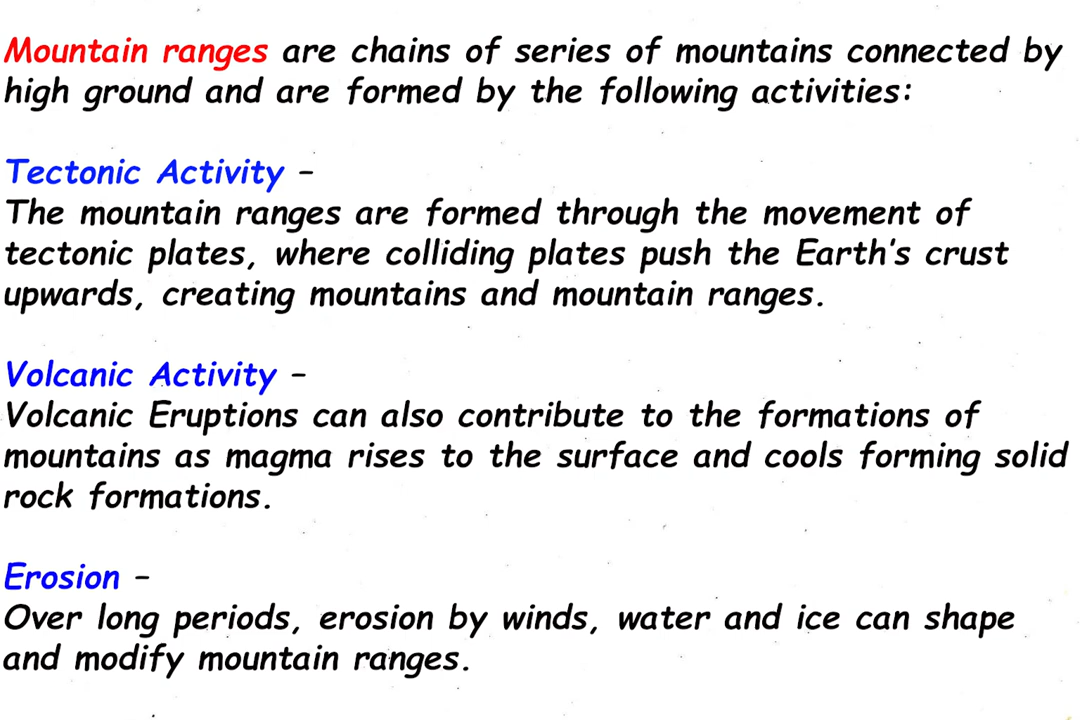 Mountain ranges are chains of series of mountains connected by
high ground and are formed by the following activities:
Tectonic Activity –
The mountain ranges are formed through the movement of
tectonic plates, where colliding plates push the Earth's crust
upwards, creating mountains and mountain ranges.
Volcanic Activity –
Volcanic Eruptions can also contribute to the formations of
mountains as magma rises to the surface and cools forming solid
rock formations.
Erosion –
Over long periods, erosion by winds, water and ice can shape
and modify mountain ranges.